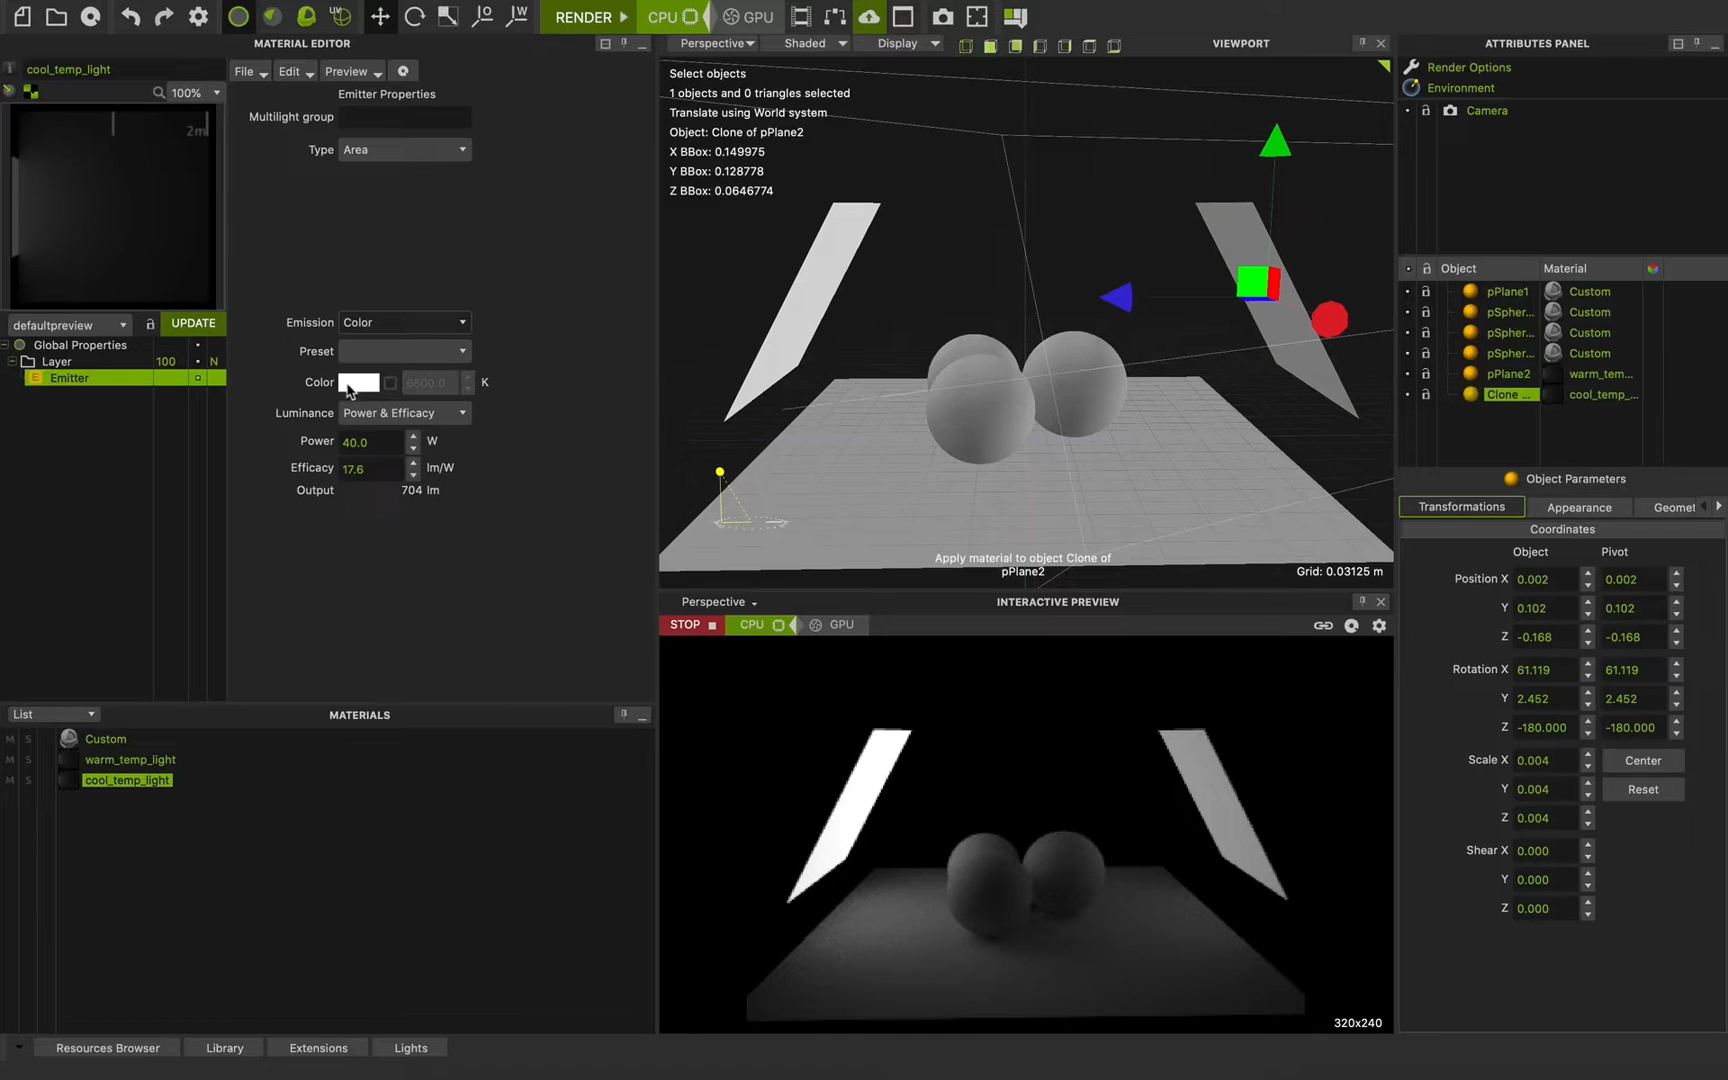 UV
RENDER
CPU
GPU
MATERIAL EDITOR
cool_temp_light
100%
2m
defaultpreview
UPDATE
Global Properties
Layer 100 N
Emitter
File
Edit
Preview
Emitter Properties
Multilight group
Type Area
Emission Color
Preset
Color 6500.0 K
Luminance Power & Efficacy
Power 40.0 W
Efficacy 17.6 lm/W
Output 704 lm
List
MATERIALS
M S Custom
M S warm_temp_light
M S cool_temp_light
Resources Browser
Library
Extensions
Lights
Perspective
Shaded
Display
VIEWPORT
Select objects
1 objects and 0 triangles selected
Translate using World system
Object: Clone of pPlane2
X BBox: 0.149975
Y BBox: 0.128778
Z BBox: 0.0646774
Apply material to object Clone of
pPlane2
Grid: 0.03125 m
Perspective
INTERACTIVE PREVIEW
STOP
CPU
GPU
320x240
ATTRIBUTES PANEL
Render Options
Environment
Camera
Object Material
pPlane1 Custom
pSpher... Custom
pSpher... Custom
pSpher... Custom
pPlane2 warm_tem...
Clone ... cool_temp_...
Object Parameters
Transformations
Appearance
Geomet
Coordinates
Object Pivot
Position X 0.002 0.002
Y 0.102 0.102
Z -0.168 -0.168
Rotation X 61.119 61.119
Y 2.452 2.452
Z -180.000 -180.000
Scale X 0.004 Center
Y 0.004 Reset
Z 0.004
Shear X 0.000
Y 0.000
Z 0.000